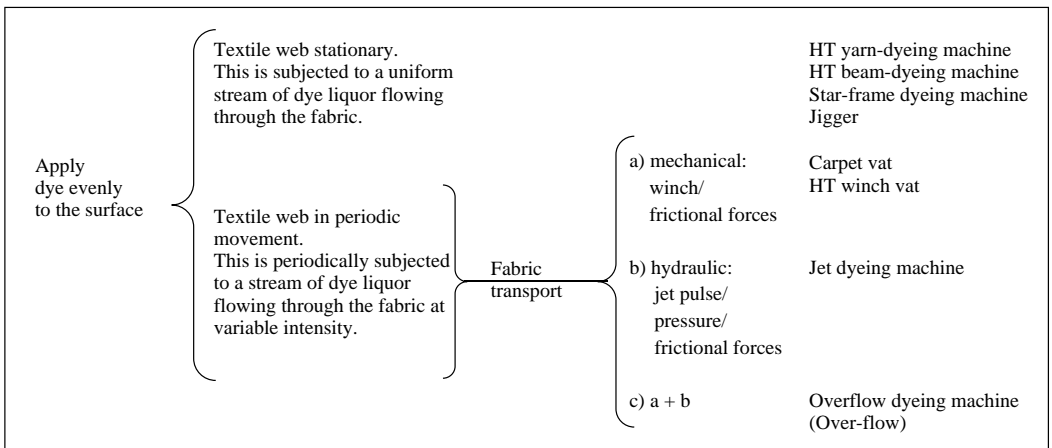 Apply
dye evenly
to the surface
Textile web stationary.
This is subjected to a uniform
stream of dye liquor flowing
through the fabric.
HT yarn-dyeing machine
HT beam-dyeing machine
Star-frame dyeing machine
Jigger
Textile web in periodic
movement.
This is periodically subjected
to a stream of dye liquor
flowing through the fabric at
variable intensity.
Fabric
transport
a) mechanical:
winch/
frictional forces
Carpet vat
HT winch vat
b) hydraulic:
jet pulse/
pressure/
frictional forces
Jet dyeing machine
c) a + b
Overflow dyeing machine
(Over-flow)